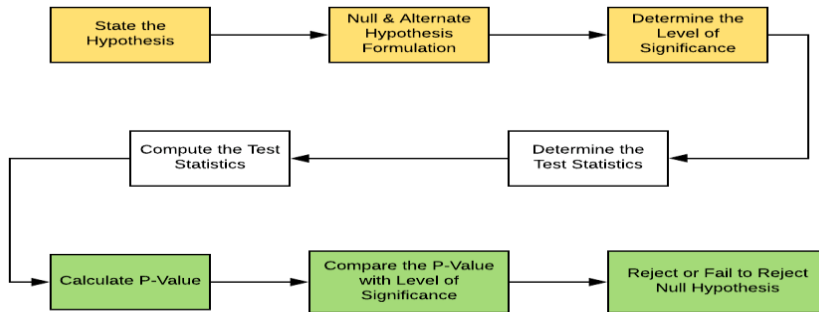 State the
Hypothesis
Null & Alternate
Hypothesis
Formulation
Determine the
Level of
Significance
Determine the
Test Statistics
Compute the Test
Statistics
Calculate P-Value
Compare the P-Value
with Level of
Significance
Reject or Fail to Reject
Null Hypothesis